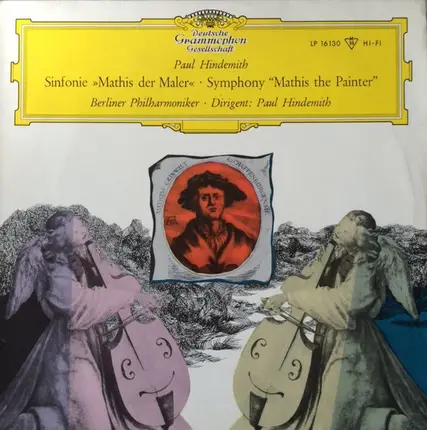 Deutsche
Grammophon
Gesellschaft
LP 16130 HI-FI
Paul Hindemith
Sinfonie »Mathis der Maler« · Symphony “Mathis the Painter”
Berliner Philharmoniker · Dirigent: Paul Hindemith